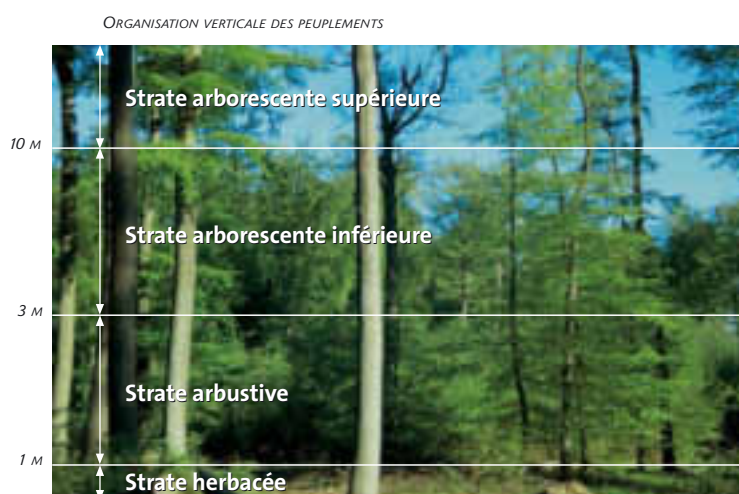 ORGANISATION VERTICALE DES PEUPLEMENTS
Strate arborescente supérieure
10 M
Strate arborescente inférieure
3 M
Strate arbustive
1 M
Strate herbacée